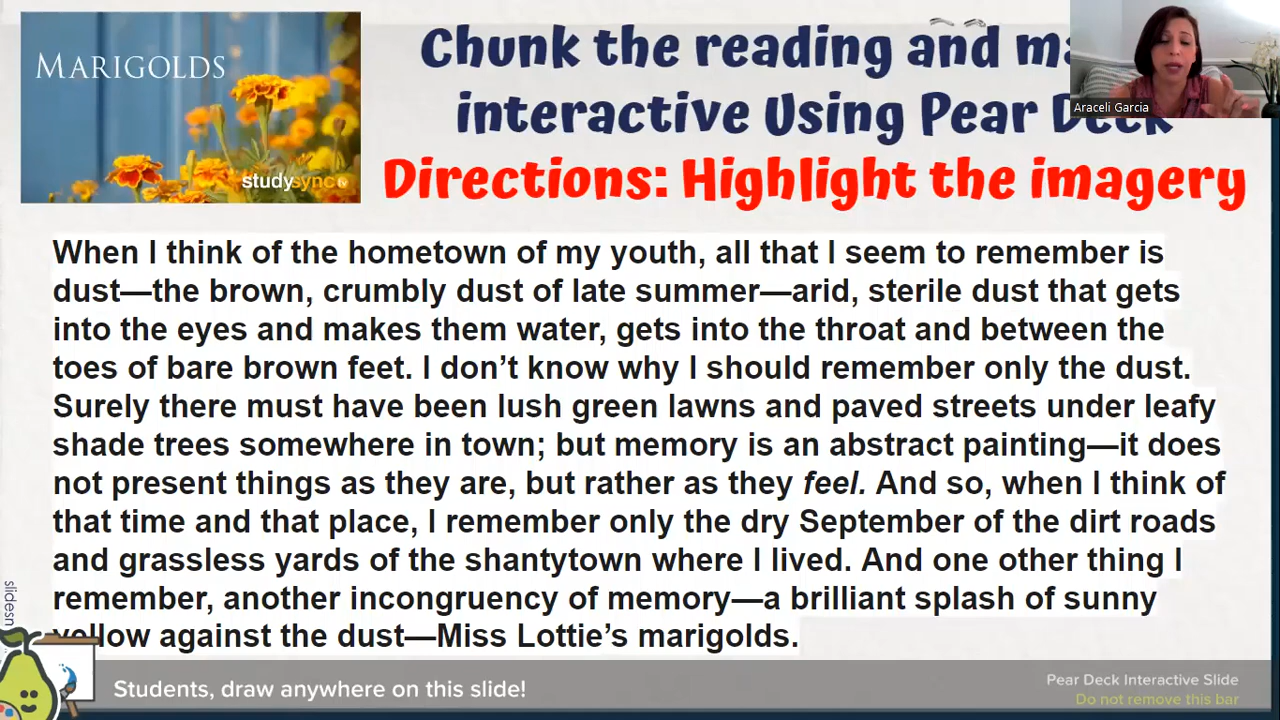 MARIGOLDS
studysync tv
Chunk the reading and
interactive Using Pear Deck
Directions: Highlight the imagery
Araceli Garcia
When I think of the hometown of my youth, all that I seem to remember is
dust—the brown, crumbly dust of late summer—arid, sterile dust that gets
into the eyes and makes them water, gets into the throat and between the
toes of bare brown feet. I don’t know why I should remember only the dust.
Surely there must have been lush green lawns and paved streets under leafy
shade trees somewhere in town; but memory is an abstract painting—it does
not present things as they are, but rather as they feel. And so, when I think of
that time and that place, I remember only the dry September of the dirt roads
and grassless yards of the shantytown where I lived. And one other thing I
remember, another incongruency of memory—a brilliant splash of sunny
yellow against the dust—Miss Lottie’s marigolds.
Students, draw anywhere on this slide!
Pear Deck Interactive Slide
Do not remove this bar